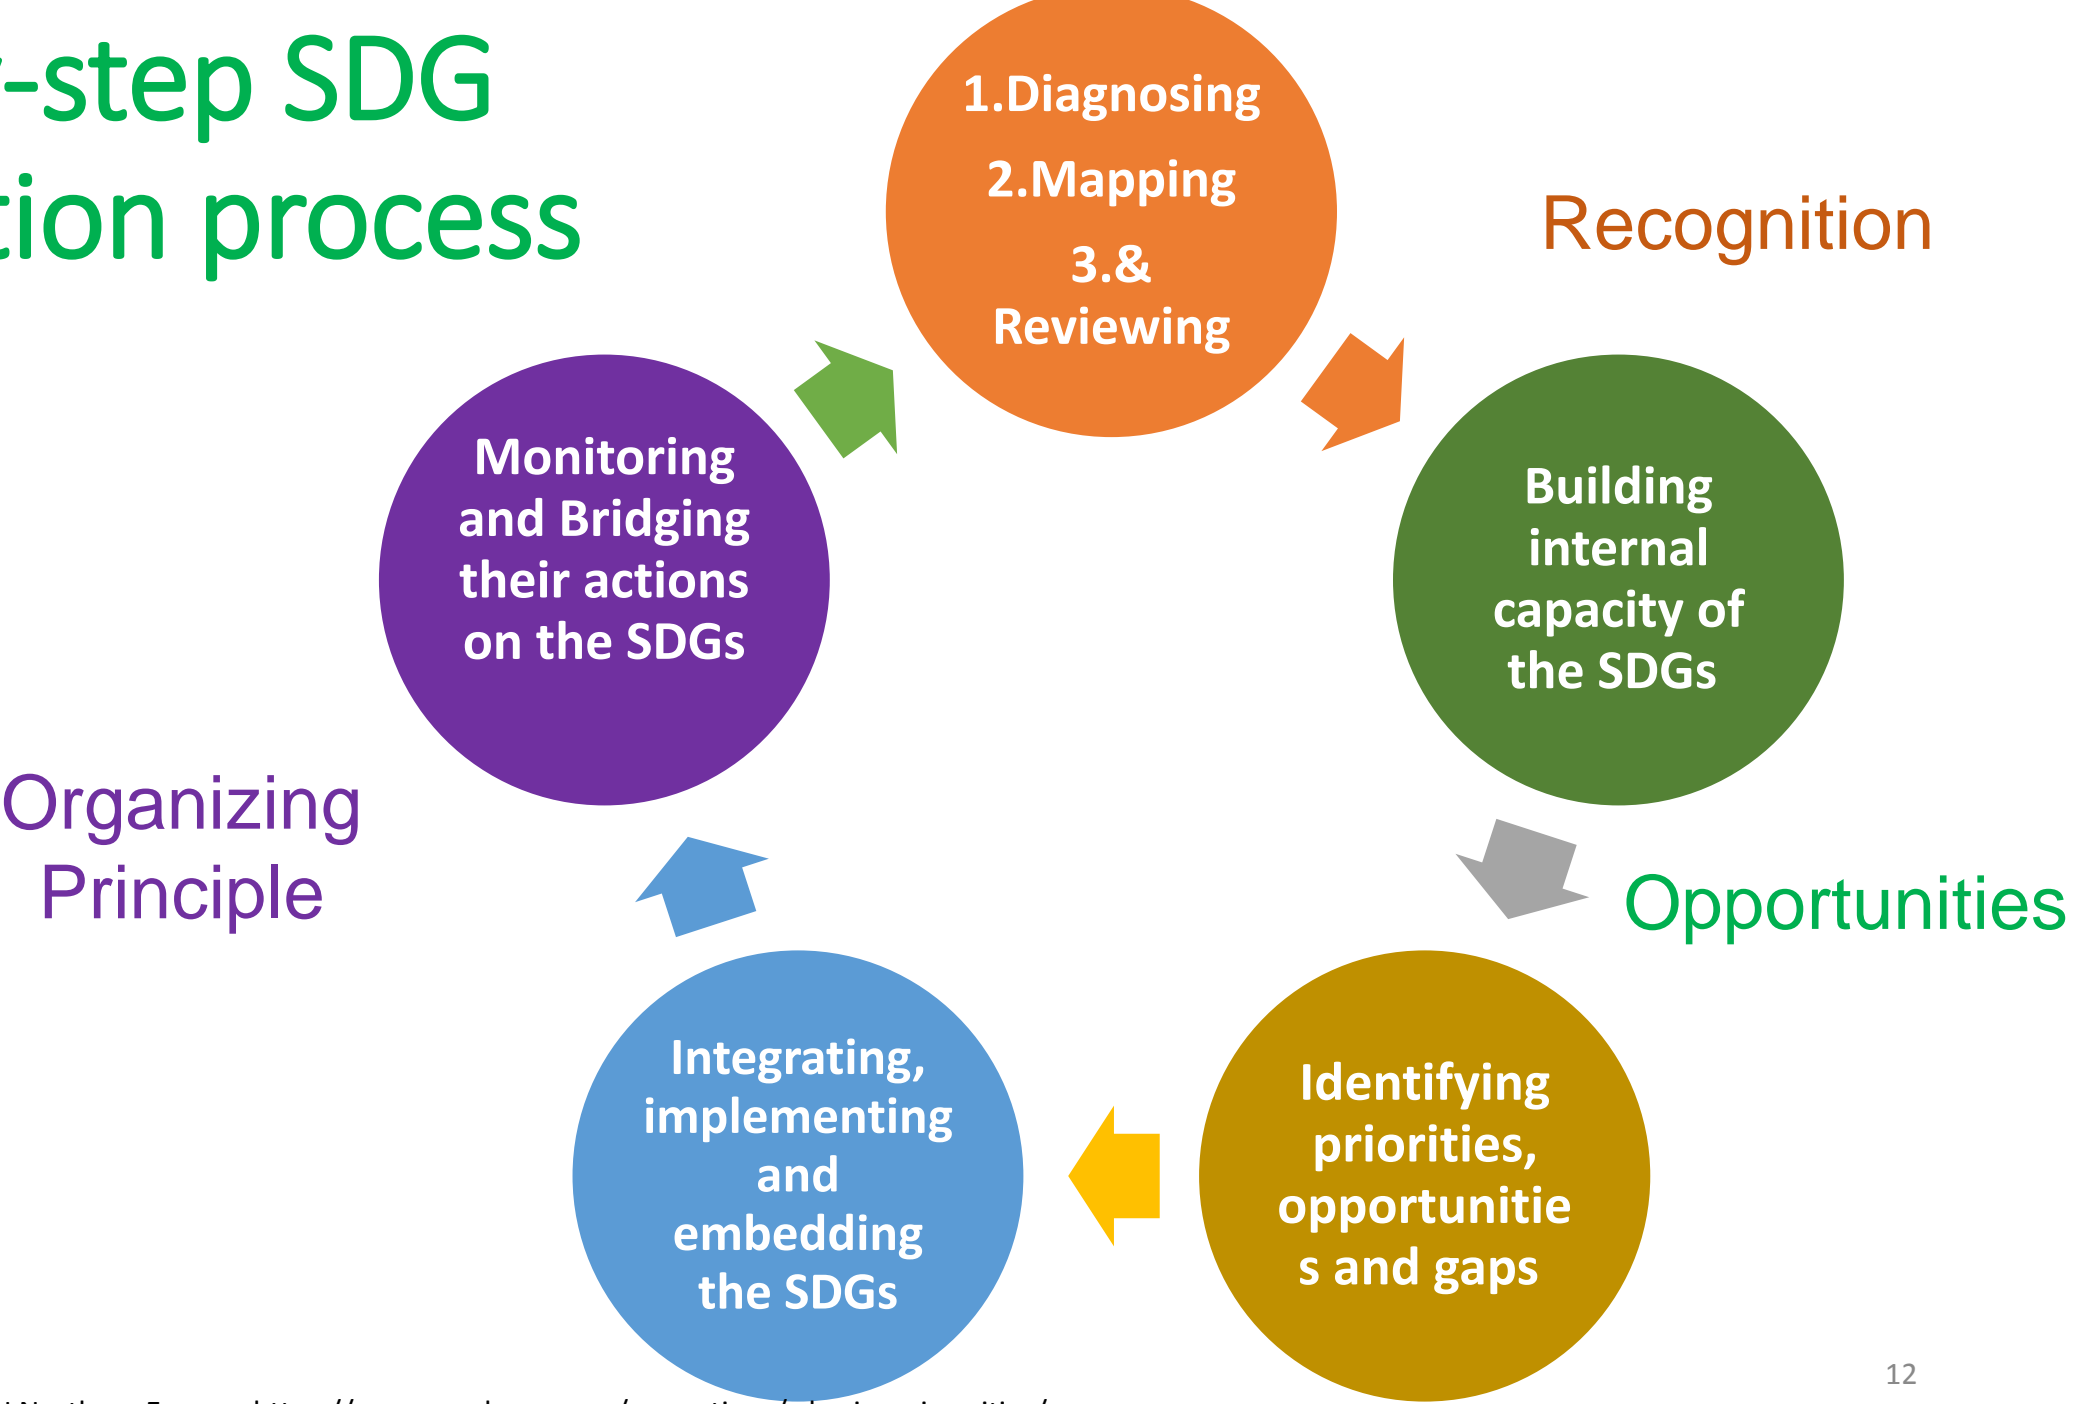 -step SDG
tion process
1.Diagnosing
2.Mapping
3.&
Reviewing
Recognition
Building
internal
capacity of
the SDGs
Opportunities
Identifying
priorities,
opportunitie
s and gaps
Integrating,
implementing
and
embedding
the SDGs
Organizing
Principle
Monitoring
and Bridging
their actions
on the SDGs
12